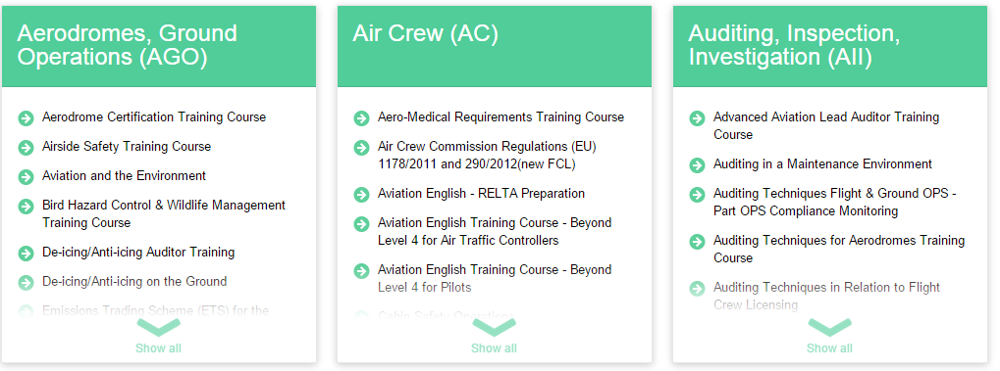 Aerodromes, Ground
Operations (AGO)
Aerodrome Certification Training Course
Airside Safety Training Course
Aviation and the Environment
Bird Hazard Control & Wildlife Management
Training Course
De-icing/Anti-icing Auditor Training
De-icing/Anti-icing on the Ground
Emissions Trading Scheme (ETS) for the
Show all
Air Crew (AC)
Aero-Medical Requirements Training Course
Air Crew Commission Regulations (EU)
1178/2011 and 290/2012(new FCL)
Aviation English - RELTA Preparation
Aviation English Training Course - Beyond
Level 4 for Air Traffic Controllers
Aviation English Training Course - Beyond
Level 4 for Pilots
Cabin Safety Operations
Show all
Auditing, Inspection,
Investigation (AII)
Advanced Aviation Lead Auditor Training
Course
Auditing in a Maintenance Environment
Auditing Techniques Flight & Ground OPS -
Part OPS Compliance Monitoring
Auditing Techniques for Aerodromes Training
Course
Auditing Techniques in Relation to Flight
Crew Licensing
Show all